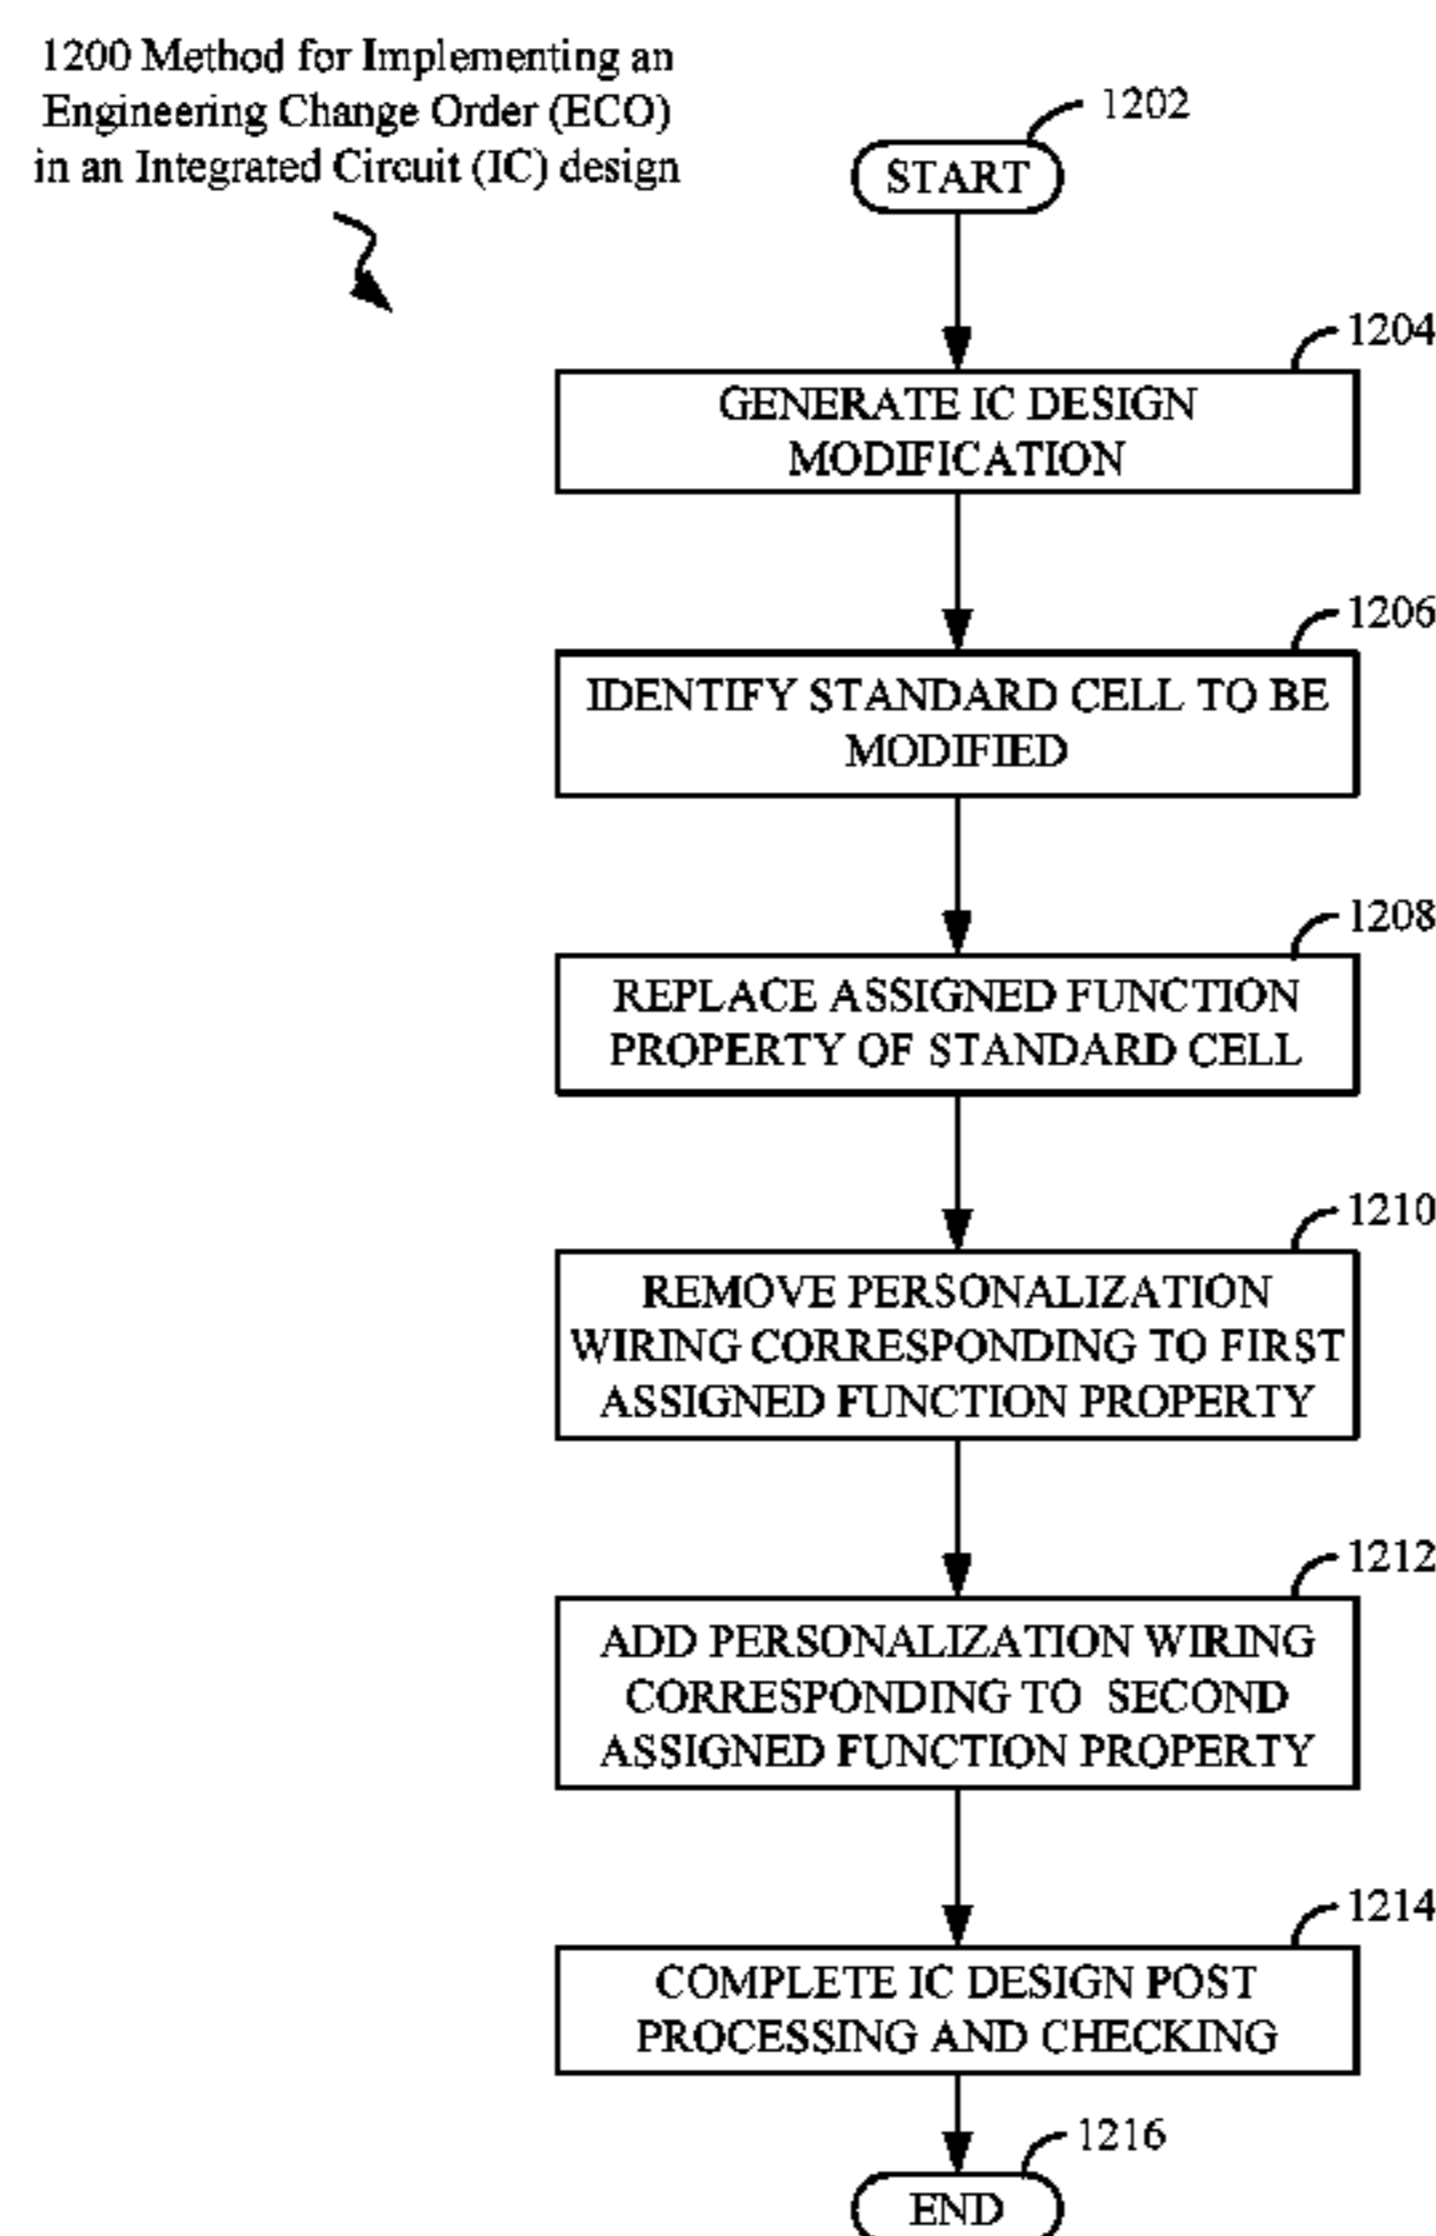 1200 Method for Implementing an
Engineering Change Order (ECO)
in an Integrated Circuit (IC) design
1202
START
1204
GENERATE IC DESIGN
MODIFICATION
1206
IDENTIFY STANDARD CELL TO BE
MODIFIED
1208
REPLACE ASSIGNED FUNCTION
PROPERTY OF STANDARD CELL
1210
REMOVE PERSONALIZATION
WIRING CORRESPONDING TO FIRST
ASSIGNED FUNCTION PROPERTY
1212
ADD PERSONALIZATION WIRING
CORRESPONDING TO SECOND
ASSIGNED FUNCTION PROPERTY
1214
COMPLETE IC DESIGN POST
PROCESSING AND CHECKING
1216
END